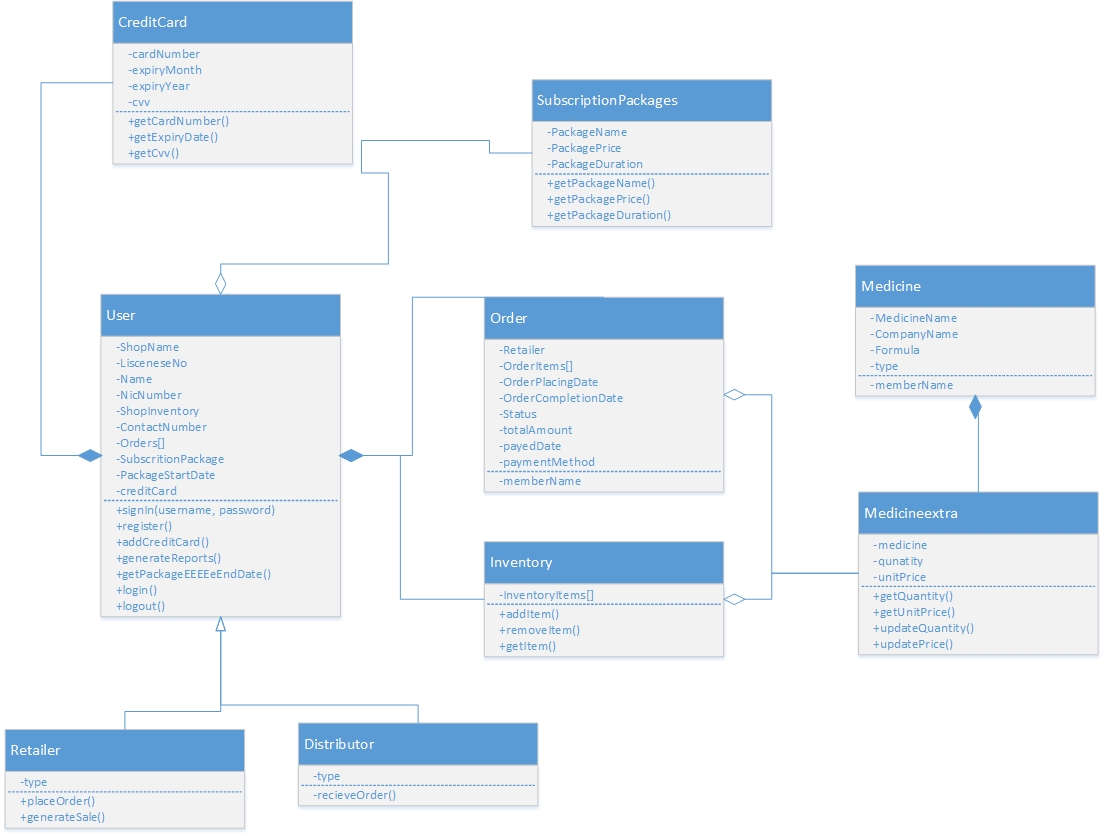 CreditCard
-cardNumber
-expiryMonth
-expiryYear
-cvv
+getCardNumber()
+getExpiryDate()
+getCvv()
SubscriptionPackages
-PackageName
-PackagePrice
-PackageDuration
+getPackageName()
+getPackagePrice()
+getPackageDuration()
User
-ShopName
-LisceneseNo
-Name
-NicNumber
-ShopInventory
-ContactNumber
-Orders[]
-SubscritionPackage
-PackageStartDate
-creditCard
+signIn(username, password)
+register()
+addCreditCard()
+generateReports()
+getPackageEEEEeEndDate()
+login()
+logout()
Order
-Retailer
-OrderItems[]
-OrderPlacingDate
-OrderCompletionDate
-Status
-totalAmount
-payedDate
-paymentMethod
-memberName
Medicine
-MedicineName
-CompanyName
-Formula
-type
-memberName
Inventory
-InventoryItems[]
+addItem()
+removeItem()
+getItem()
Medicineextra
-medicine
-qunatity
-unitPrice
+getQuantity()
+getUnitPrice()
+updateQuantity()
+updatePrice()
Retailer
-type
+placeOrder()
+generateSale()
Distributor
-type
-recieveOrder()